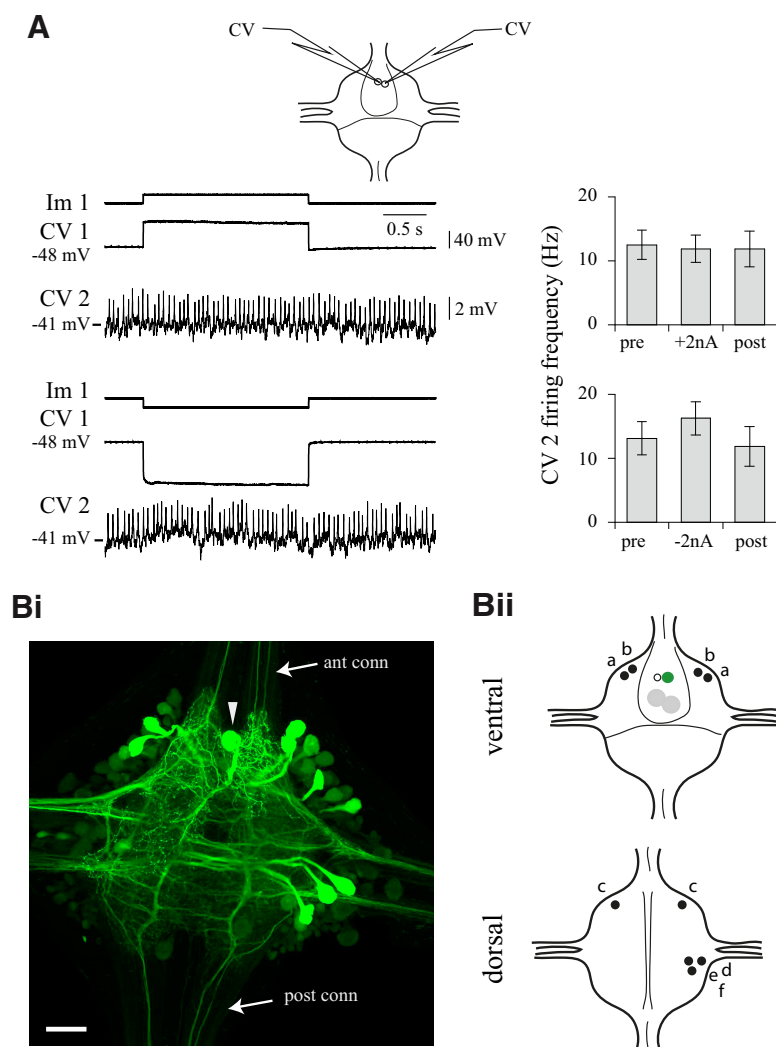 A
CV
CV
Im 1
CV 1
-48 mV
0.5 s
40 mV
CV 2
-41 mV
2 mV
Im 1
CV 1
-48 mV
CV 2
-41 mV
CV 2 firing frequency (Hz)
20
10
0
pre
+2nA
post
20
10
0
pre
-2nA
post
Bi
ant conn
post conn
Bii
ventral
a
b
b
a
dorsal
c
c
d
e
f